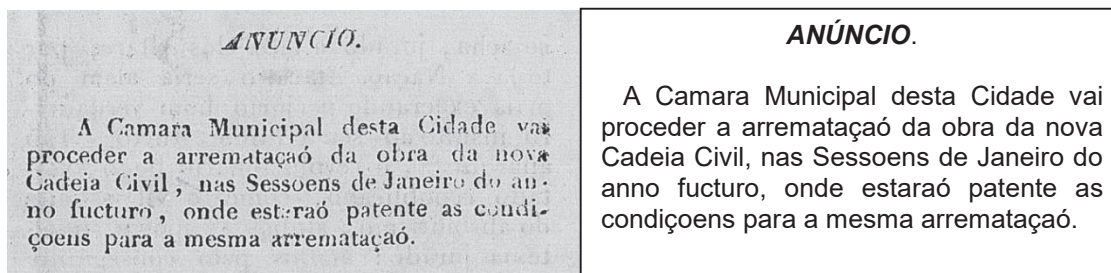 ANUNCIO.
A Camara Municipal desta Cidade vai
proceder a arremataçaó da obra da nova
Cadeia Civil, nas Sessoens de Janeiro do an-
no fucturo, onde estaraó patente as condi-
çoens para a mesma arremataçaó.
ANÚNCIO.
A Camara Municipal desta Cidade vai
proceder a arremataçaó da obra da nova
Cadeia Civil, nas Sessoens de Janeiro do
anno fucturo, onde estaraó patente as
condiçoens para a mesma arremataçaó.